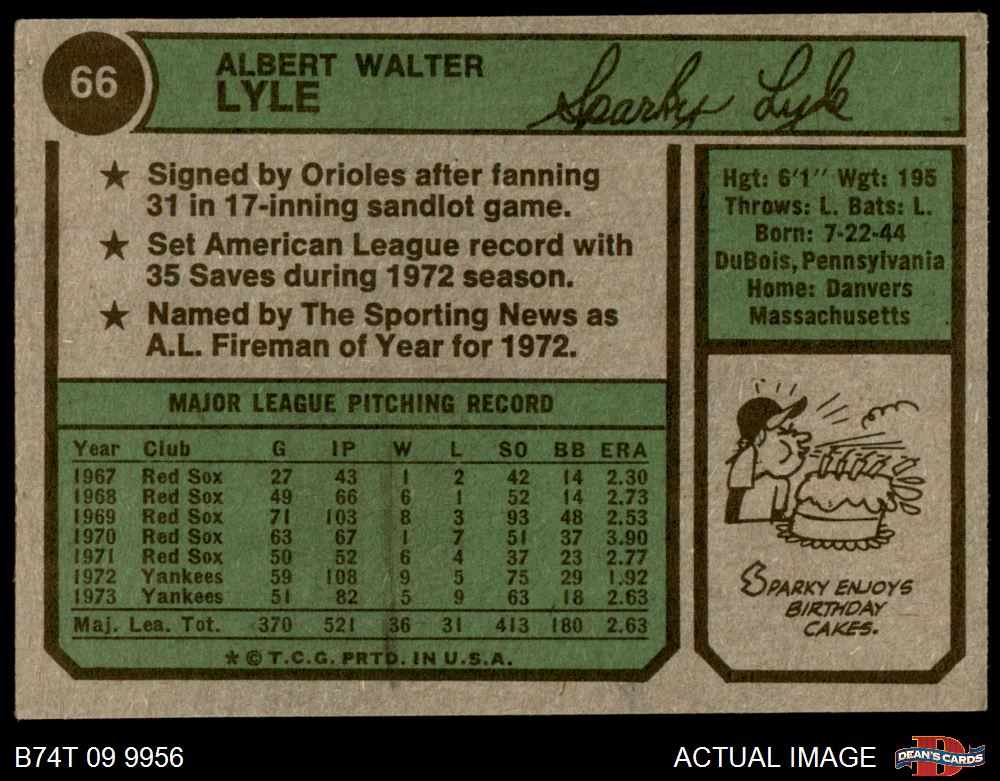 66
ALBERT WALTER
LYLE
Sparky Lyle
★ Signed by Orioles after fanning
31 in 17-inning sandlot game.
★ Set American League record with
35 Saves during 1972 season.
★ Named by The Sporting News as
A.L. Fireman of Year for 1972.
Hgt: 6'1" Wgt: 195
Throws: L. Bats: L.
Born: 7-22-44
DuBois, Pennsylvania
Home: Danvers
Massachusetts
MAJOR LEAGUE PITCHING RECORD
Year Club G IP W L SO BB ERA
1967 Red Sox 27 43 1 2 42 14 2.30
1968 Red Sox 49 66 6 1 52 14 2.73
1969 Red Sox 71 103 8 3 93 48 2.53
1970 Red Sox 63 67 1 7 51 37 3.90
1971 Red Sox 50 52 6 4 37 23 2.77
1972 Yankees 59 108 9 5 75 29 1.92
1973 Yankees 51 82 5 9 63 18 2.63
Maj. Lea. Tot. 370 521 36 31 413 180 2.63
* © T.C.G. PRTD. IN U.S.A.
SPARKY ENJOYS
BIRTHDAY
CAKES.
B74T 09 9956
ACTUAL IMAGE
D
DEAN'S CARDS